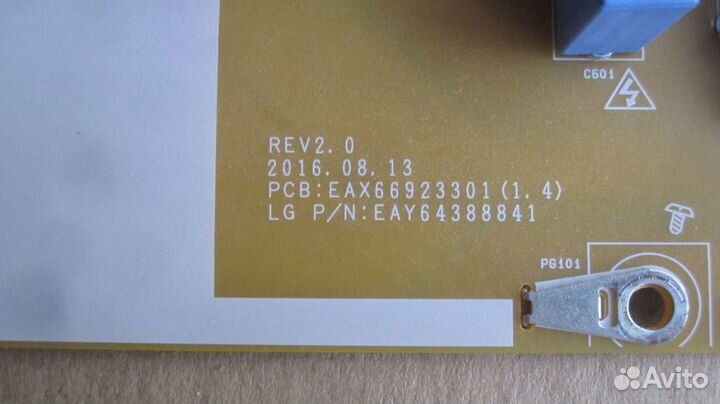 C601
REV2.0
2016.08.13
PCB:EAX66923301(1.4)
LG P/N:EAY64388841
PG101
Avito